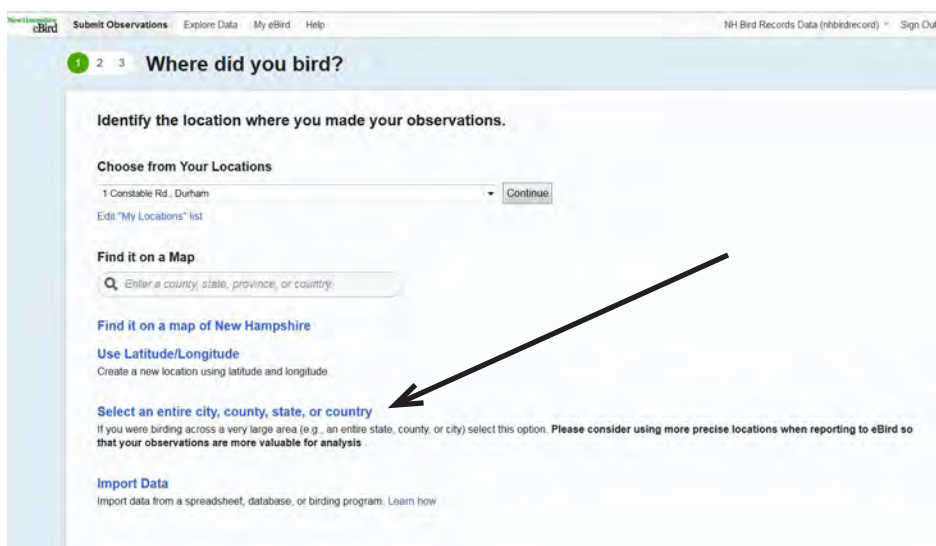 New Hampshire
eBird Submit Observations Explore Data My eBird Help NH Bird Records Data (nhbirdrecord) Sign Out
1 2 3 Where did you bird?
Identify the location where you made your observations.
Choose from Your Locations
1 Constable Rd., Durham Continue
Edit "My Locations" list
Find it on a Map
Enter a county, state, province, or country
Find it on a map of New Hampshire
Use Latitude/Longitude
Create a new location using latitude and longitude
Select an entire city, county, state, or country
If you were birding across a very large area (e.g., an entire state, county, or city) select this option. Please consider using more precise locations when reporting to eBird so
that your observations are more valuable for analysis
Import Data
Import data from a spreadsheet, database, or birding program. Learn how